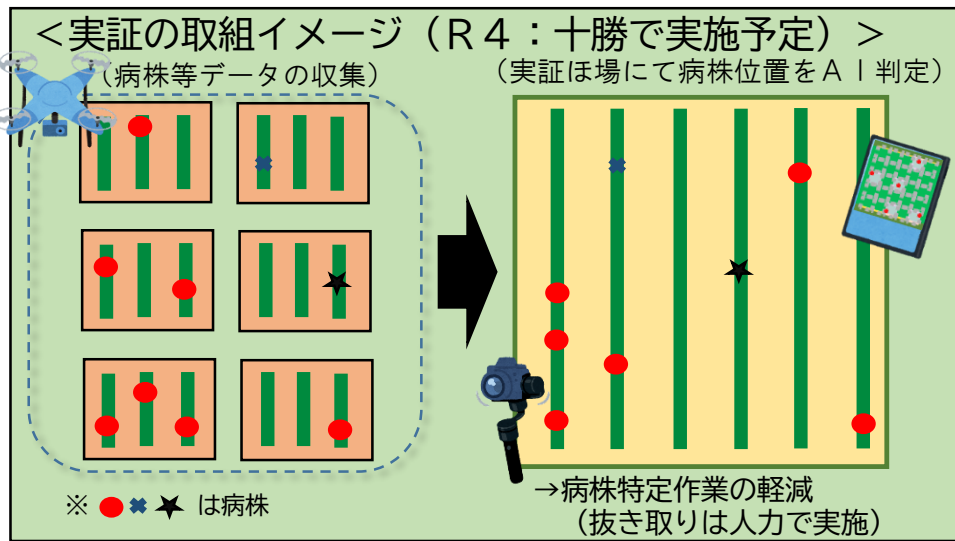 ＜実証の取組イメージ（Ｒ４：十勝で実施予定）＞
（病株等データの収集）
（実証ほ場にて病株位置をＡＩ判定）
※ ● ✖ ★ は病株
→病株特定作業の軽減
（抜き取りは人力で実施）